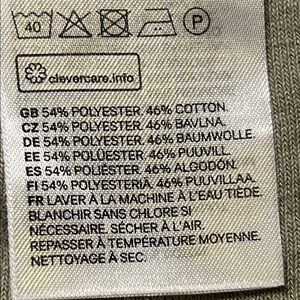 40 P
clevercare.info
GB 54% POLYESTER. 46% COTTON.
CZ 54% POLYESTER. 46% BAVLNA.
DE 54% POLYESTER. 46% BAUMWOLLE.
EE 54% POLÜESTER. 46% PUUVILL.
ES 54% POLIÉSTER. 46% ALGODÓN.
FI 54% POLYESTERIÄ. 46% PUUVILLAA.
FR LAVER À LA MACHINE À L'EAU TIÈDE.
BLANCHIR SANS CHLORE SI
NÉCESSAIRE. SÉCHER À L'AIR.
REPASSER À TEMPÉRATURE MOYENNE.
NETTOYAGE À SEC.